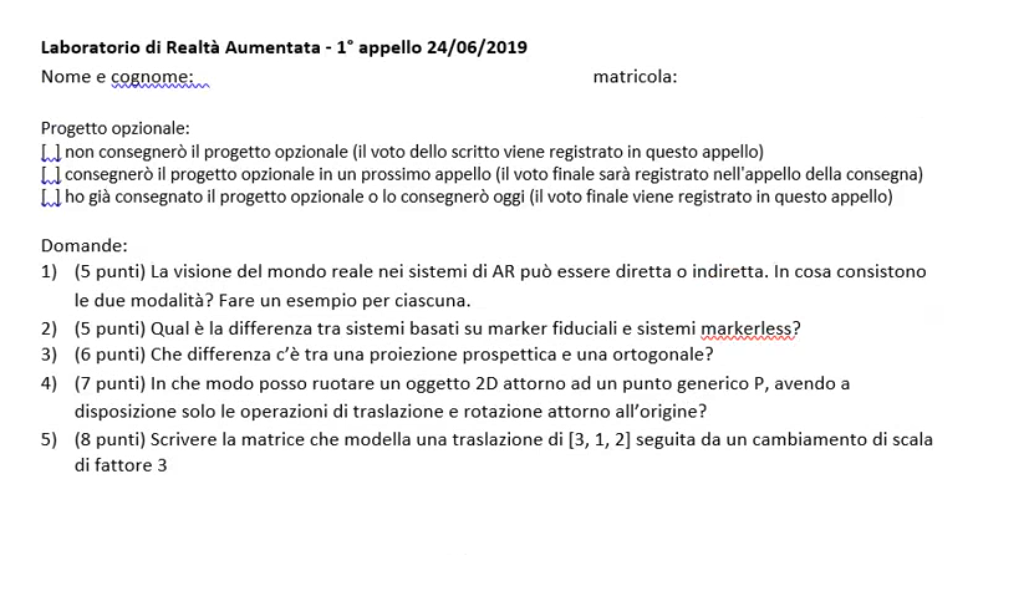 Laboratorio di Realtà Aumentata - 1° appello 24/06/2019
Nome e cognome: matricola:
Progetto opzionale:
[ ] non consegnerò il progetto opzionale (il voto dello scritto viene registrato in questo appello)
[ ] consegnerò il progetto opzionale in un prossimo appello (il voto finale sarà registrato nell'appello della consegna)
[ ] ho già consegnato il progetto opzionale o lo consegnerò oggi (il voto finale viene registrato in questo appello)
Domande:
1) (5 punti) La visione del mondo reale nei sistemi di AR può essere diretta o indiretta. In cosa consistono
le due modalità? Fare un esempio per ciascuna.
2) (5 punti) Qual è la differenza tra sistemi basati su marker fiduciali e sistemi markerless?
3) (6 punti) Che differenza c’è tra una proiezione prospettica e una ortogonale?
4) (7 punti) In che modo posso ruotare un oggetto 2D attorno ad un punto generico P, avendo a
disposizione solo le operazioni di traslazione e rotazione attorno all’origine?
5) (8 punti) Scrivere la matrice che modella una traslazione di [3, 1, 2] seguita da un cambiamento di scala
di fattore 3